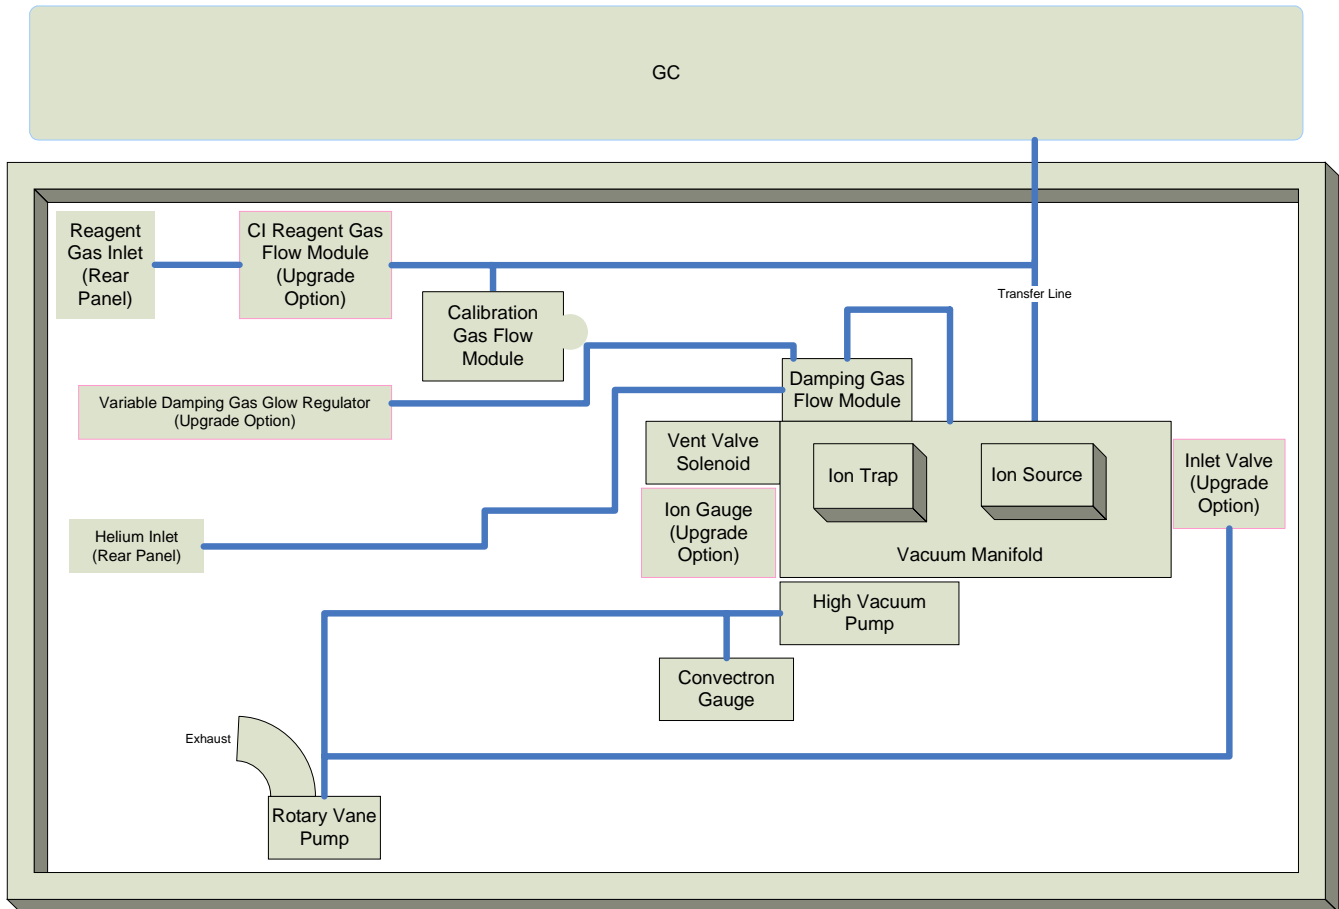 GC
Reagent
Gas Inlet
(Rear
Panel)
CI Reagent Gas
Flow Module
(Upgrade
Option)
Transfer Line
Calibration
Gas Flow
Module
Damping Gas
Flow Module
Variable Damping Gas Glow Regulator
(Upgrade Option)
Vent Valve
Solenoid
Ion Trap
Ion Source
Inlet Valve
(Upgrade
Option)
Ion Gauge
(Upgrade
Option)
Helium Inlet
(Rear Panel)
Vacuum Manifold
High Vacuum
Pump
Convectron
Gauge
Exhaust
Rotary Vane
Pump